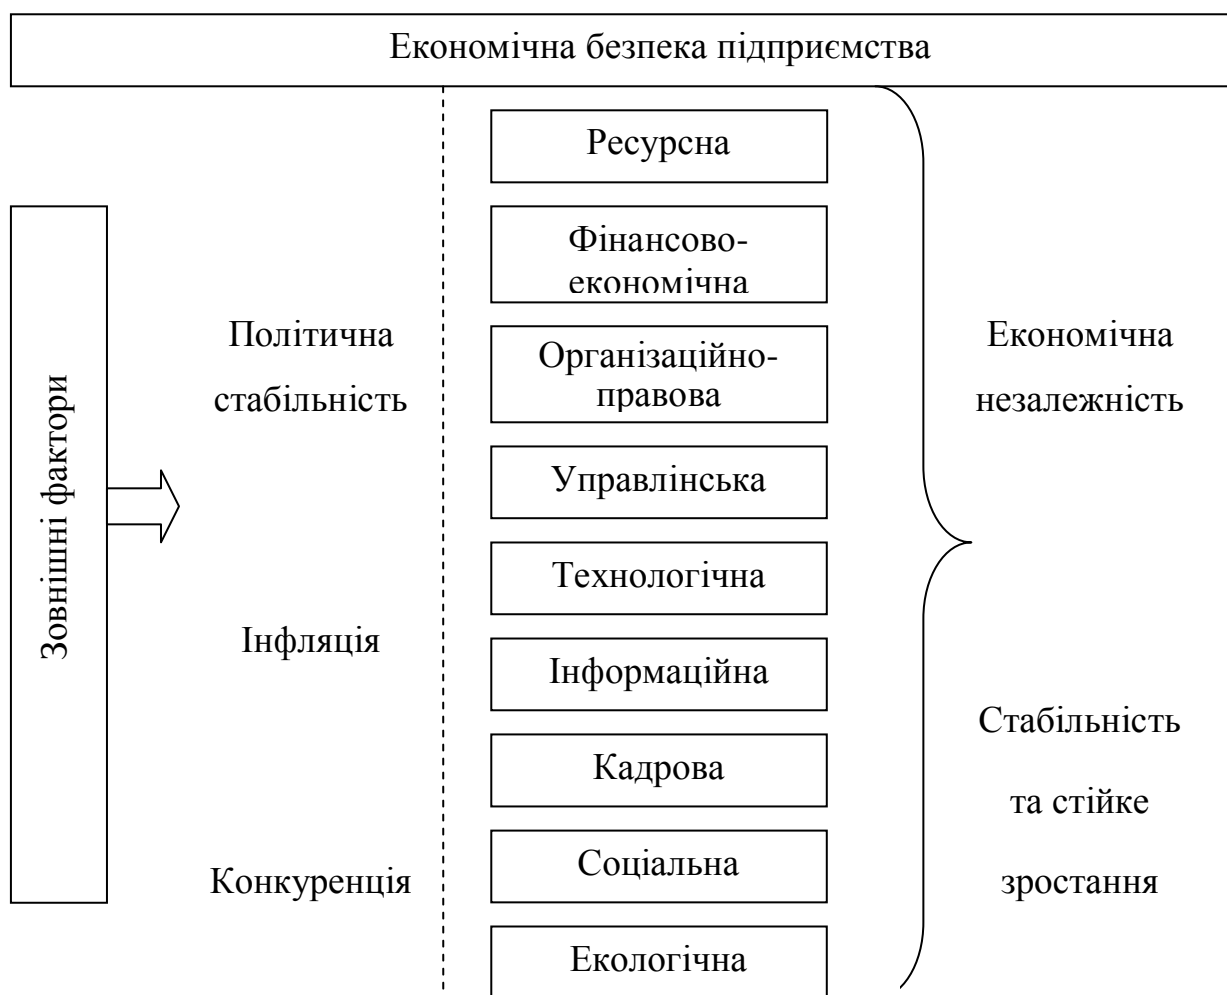 Економічна безпека підприємства
Зовнішні фактори
Політична
стабільність
Інфляція
Конкуренція
Ресурсна
Фінансово-
економічна
Організаційно-
правова
Управлінська
Технологічна
Інформаційна
Кадрова
Соціальна
Екологічна
Економічна
незалежність
Стабільність
та стійке
зростання